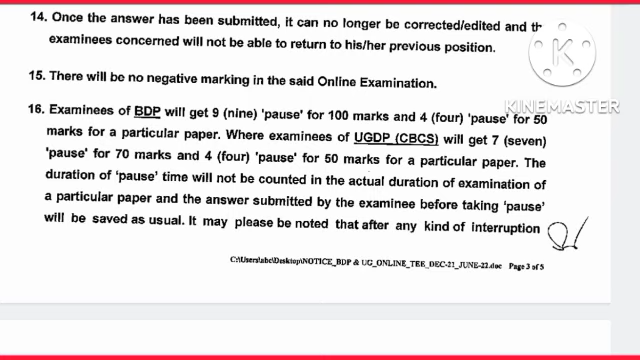 14. Once the answer has been submitted, it can no longer be corrected/edited and th
examinees concerned will not be able to return to his/her previous position.
15. There will be no negative marking in the said Online Examination.
16. Examinees of BDP will get 9 (nine) 'pause' for 100 marks and 4 (four) 'pause' for 50
marks for a particular paper. Where examinees of UGDP (CBCS) will get 7 (seven)
'pause' for 70 marks and 4 (four) 'pause' for 50 marks for a particular paper. The
duration of 'pause' time will not be counted in the actual duration of examination of
a particular paper and the answer submitted by the examinee before taking 'pause'
will be saved as usual. It may please be noted that after any kind of interruption
C:\Users\abc\Desktop\NOTICE_BDP & UG_ONLINE_TEE_DEC-21_JUNE-22.doc Page 3 of 5
K
KINEMASTER